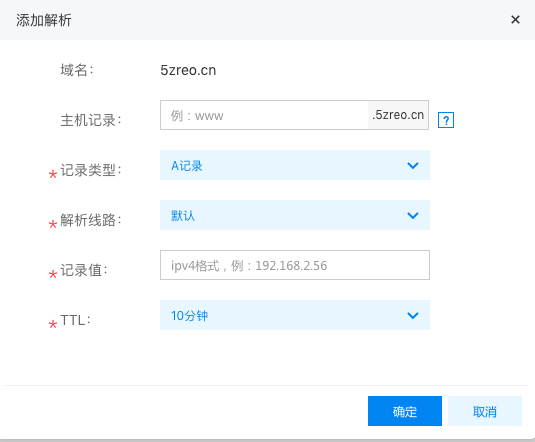 添加解析 ×
域名： 5zreo.cn
主机记录： 例：www .5zreo.cn ?
* 记录类型： A记录
* 解析线路： 默认
* 记录值： ipv4格式，例：192.168.2.56
* TTL： 10分钟
确定 取消